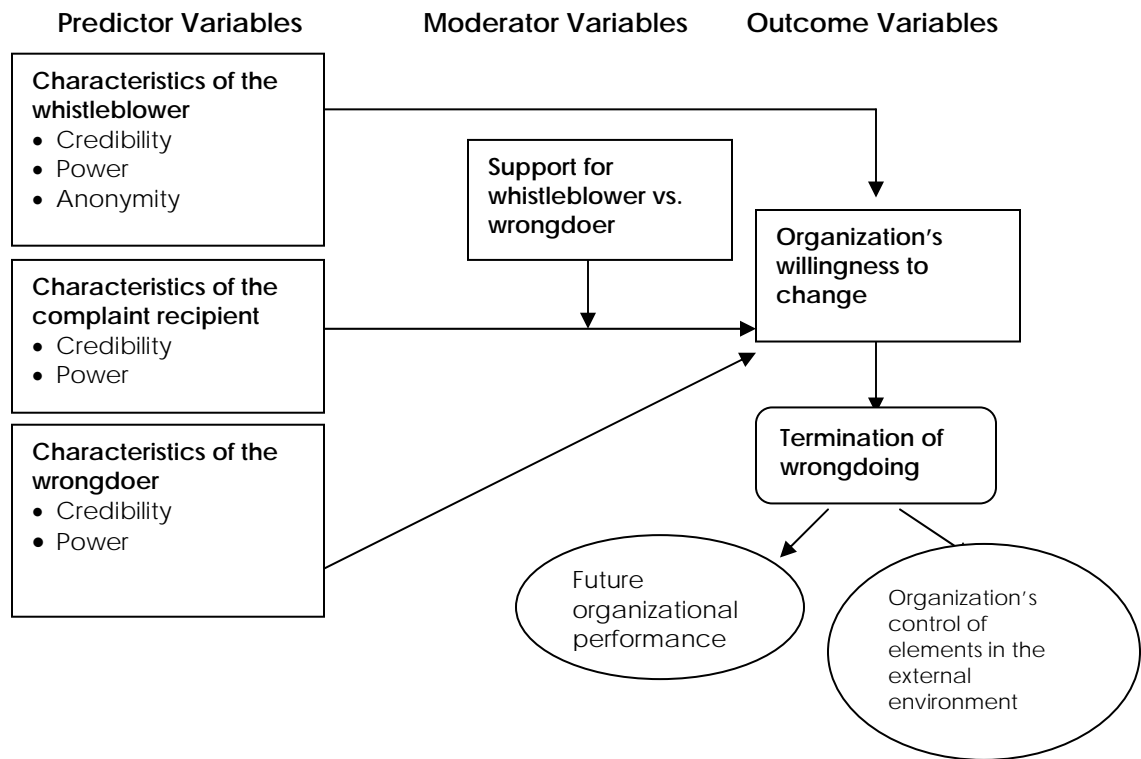 Predictor Variables
Moderator Variables
Outcome Variables
Characteristics of the
whistleblower
• Credibility
• Power
• Anonymity
Support for
whistleblower vs.
wrongdoer
Organization's
willingness to
change
Characteristics of the
complaint recipient
• Credibility
• Power
Characteristics of the
wrongdoer
• Credibility
• Power
Termination of
wrongdoing
Future
organizational
performance
Organization's
control of
elements in the
external
environment